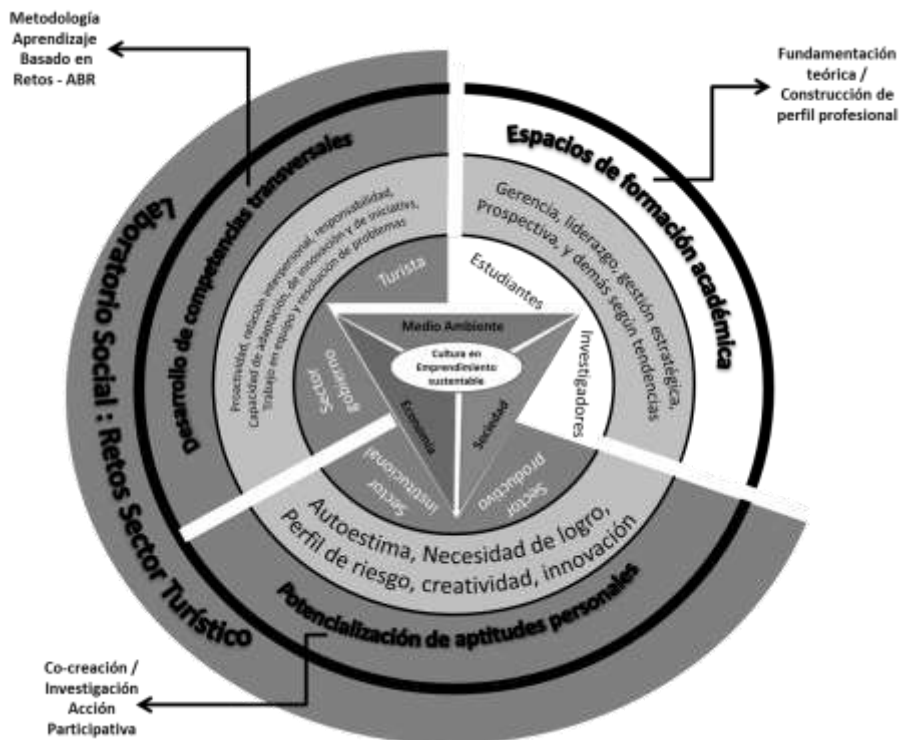 Metodología
Aprendizaje
Basado en
Retos - ABR
Fundamentación
teórica /
Construcción de
perfil profesional
Laboratorio Social : Retos Sector Turístico
Desarrollo de competencias transversales
Proactividad, relación interpersonal, responsabilidad,
Capacidad de adaptación, de innovación y de iniciativs,
Trabajo en equipo y resolución de problemas
Espacios de formación académica
Gerencia, liderazgo, gestión estratégica,
Prospectiva, y demás según tendencias
Turista
Estudiantes
Investigadores
Sector
gobierno
Sector
Institucional
Sector
productivo
Medio Ambiente
Cultura en
Emprendimiento
sustentable
Economía
Sociedad
Autoestima, Necesidad de logro,
Perfil de riesgo, creatividad, innovación
Potencialización de aptitudes personales
Co-creación /
Investigación
Acción
Participativa